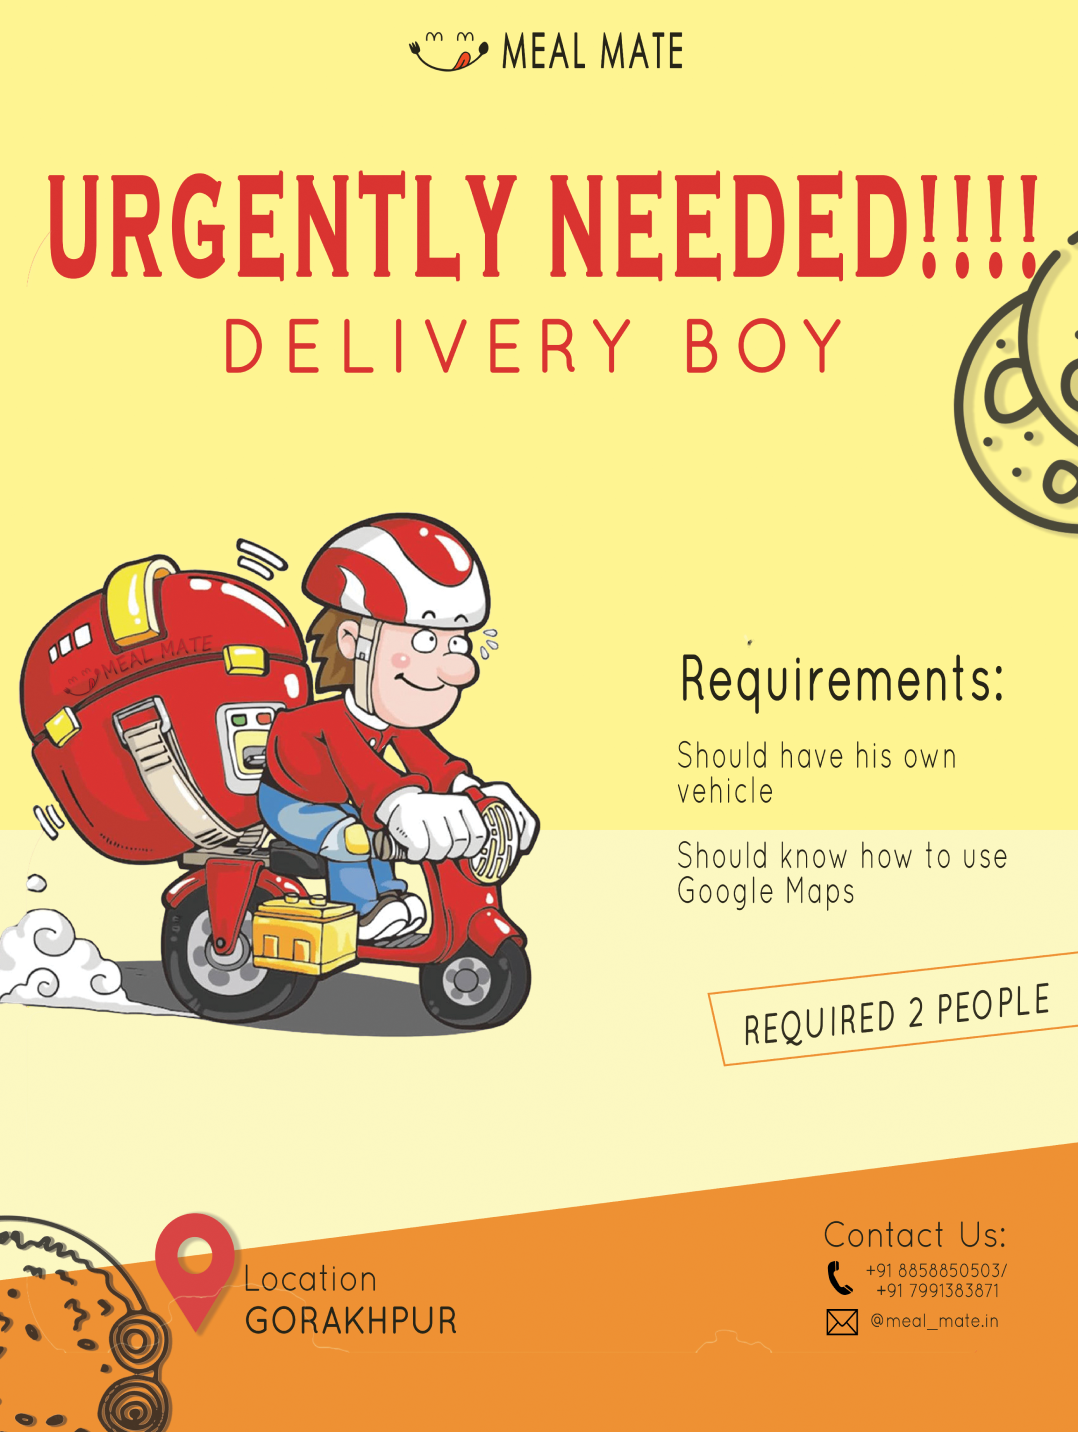 MEAL MATE
URGENTLY NEEDED!!!!
DELIVERY BOY
MEAL MATE
Requirements:
Should have his own
vehicle
Should know how to use
Google Maps
REQUIRED 2 PEOPLE
Location
GORAKHPUR
Contact Us:
+91 8858850503/
+91 7991383871
@meal_mate.in